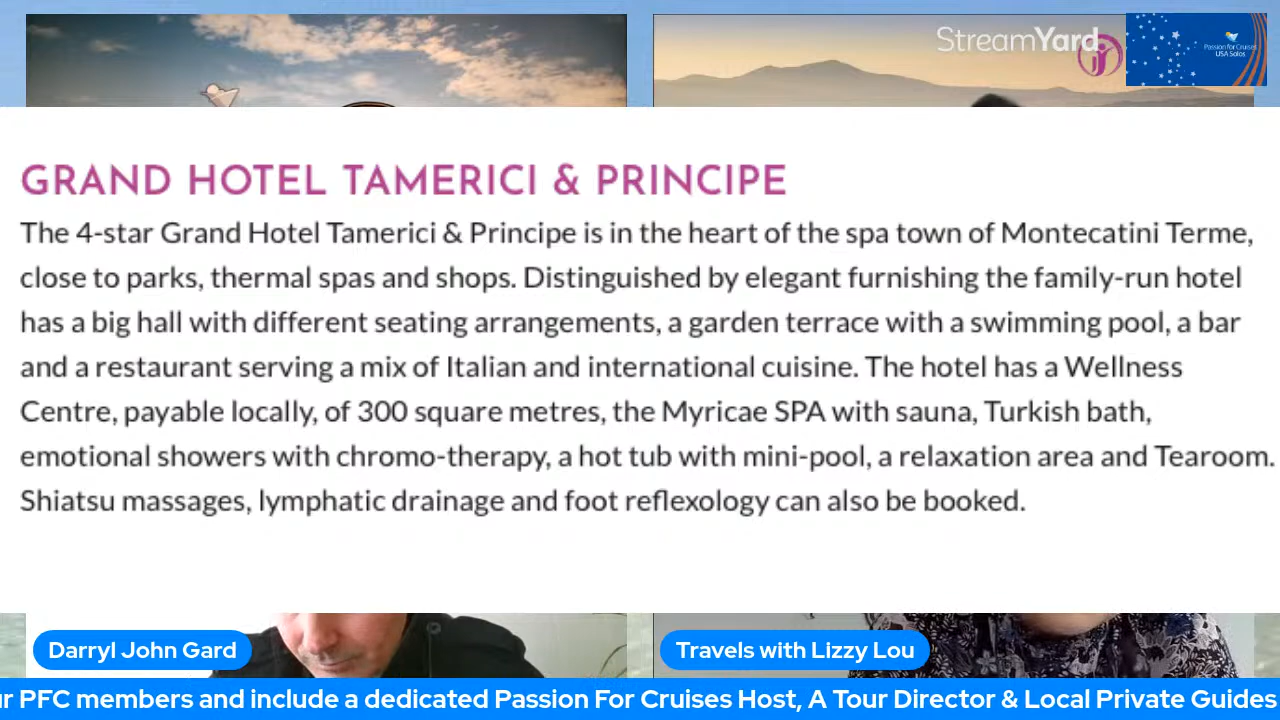 StreamYard
Passion for Cruises
USA Solos
GRAND HOTEL TAMERICI & PRINCIPE
The 4-star Grand Hotel Tamerici & Principe is in the heart of the spa town of Montecatini Terme,
close to parks, thermal spas and shops. Distinguished by elegant furnishing the family-run hotel
has a big hall with different seating arrangements, a garden terrace with a swimming pool, a bar
and a restaurant serving a mix of Italian and international cuisine. The hotel has a Wellness
Centre, payable locally, of 300 square metres, the Myricae SPA with sauna, Turkish bath,
emotional showers with chromo-therapy, a hot tub with mini-pool, a relaxation area and Tearoom.
Shiatsu massages, lymphatic drainage and foot reflexology can also be booked.
Darryl John Gard
Travels with Lizzy Lou
PFC members and include a dedicated Passion For Cruises Host, A Tour Director & Local Private Guides